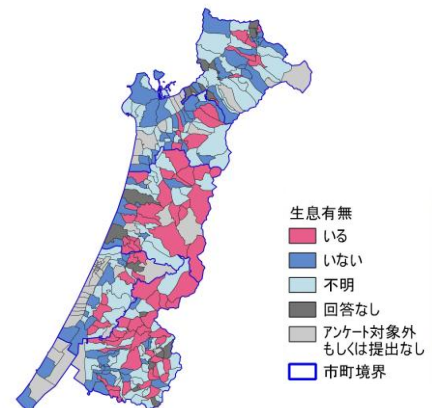 生息有無
いる
いない
不明
回答なし
アンケート対象外
もしくは提出なし
市町境界